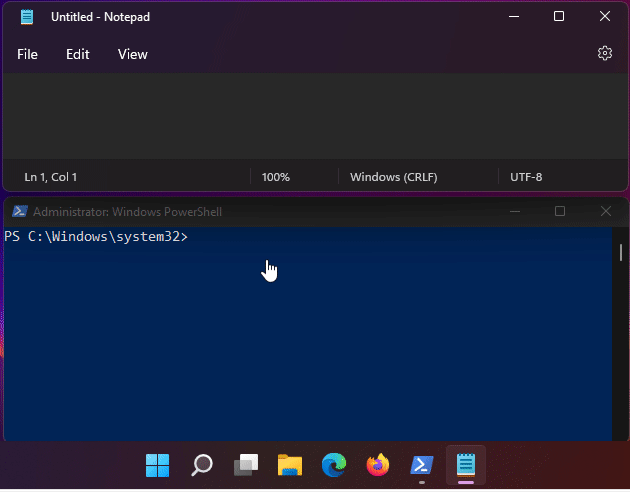 Untitled - Notepad
File Edit View
Ln 1, Col 1 100% Windows (CRLF) UTF-8
Administrator: Windows PowerShell
PS C:\Windows\system32>